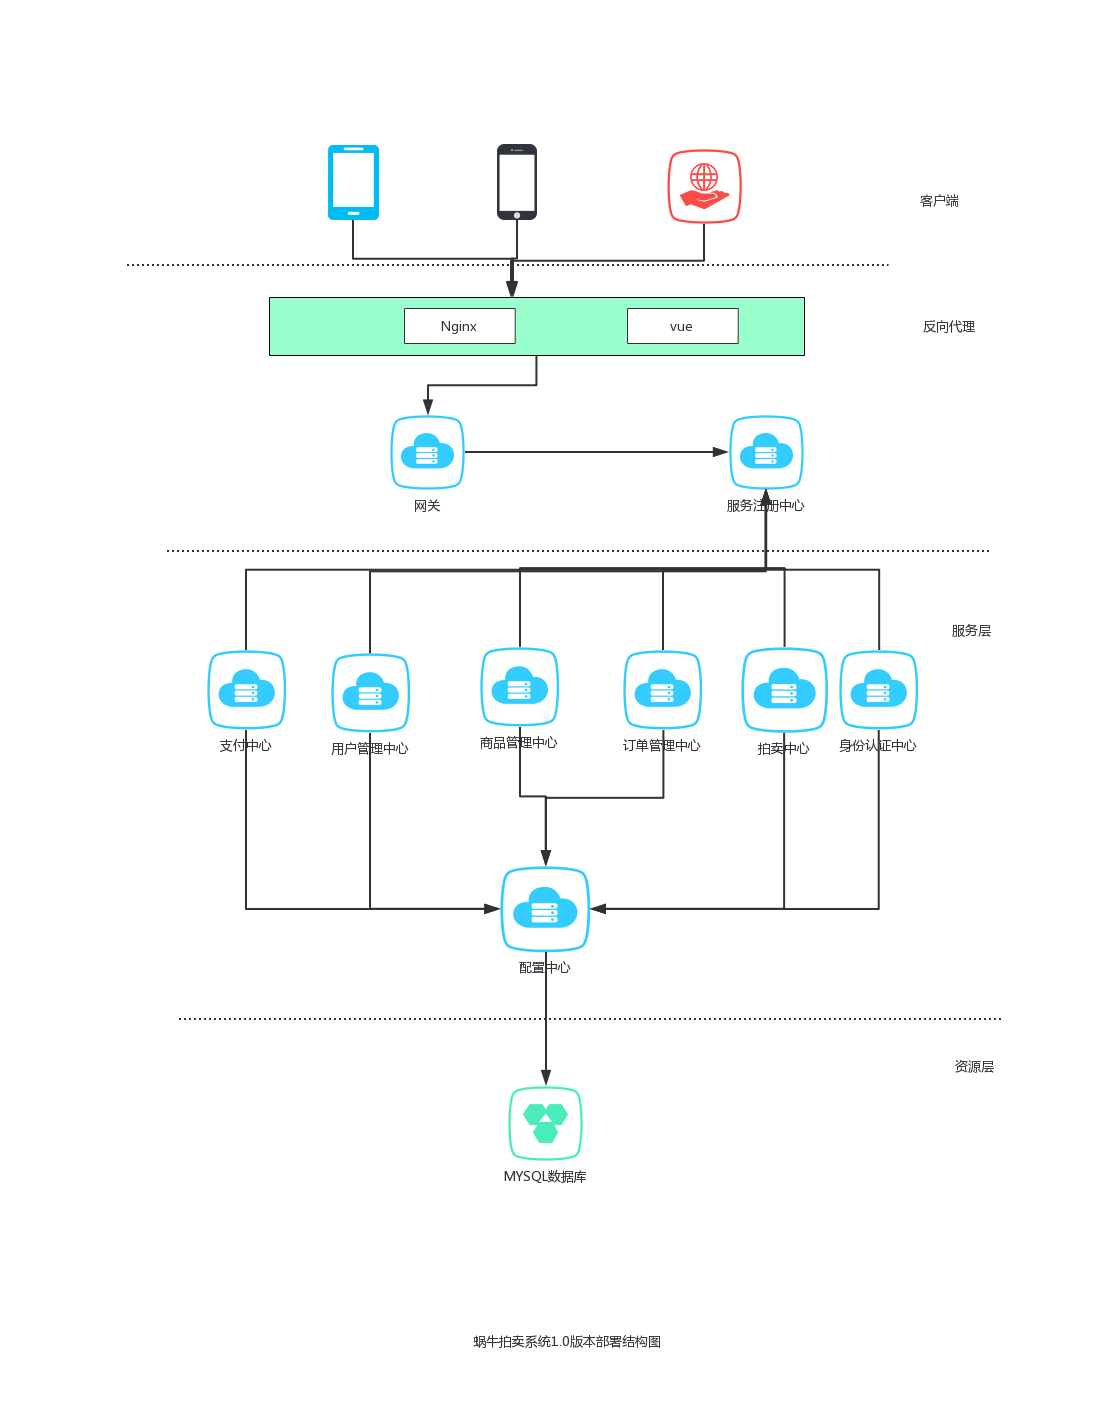 客户端
Nginx
vue
反向代理
网关
服务注册中心
服务层
支付中心
用户管理中心
商品管理中心
订单管理中心
拍卖中心
身份认证中心
配置中心
资源层
MYSQL数据库
蜗牛拍卖系统1.0版本部署结构图